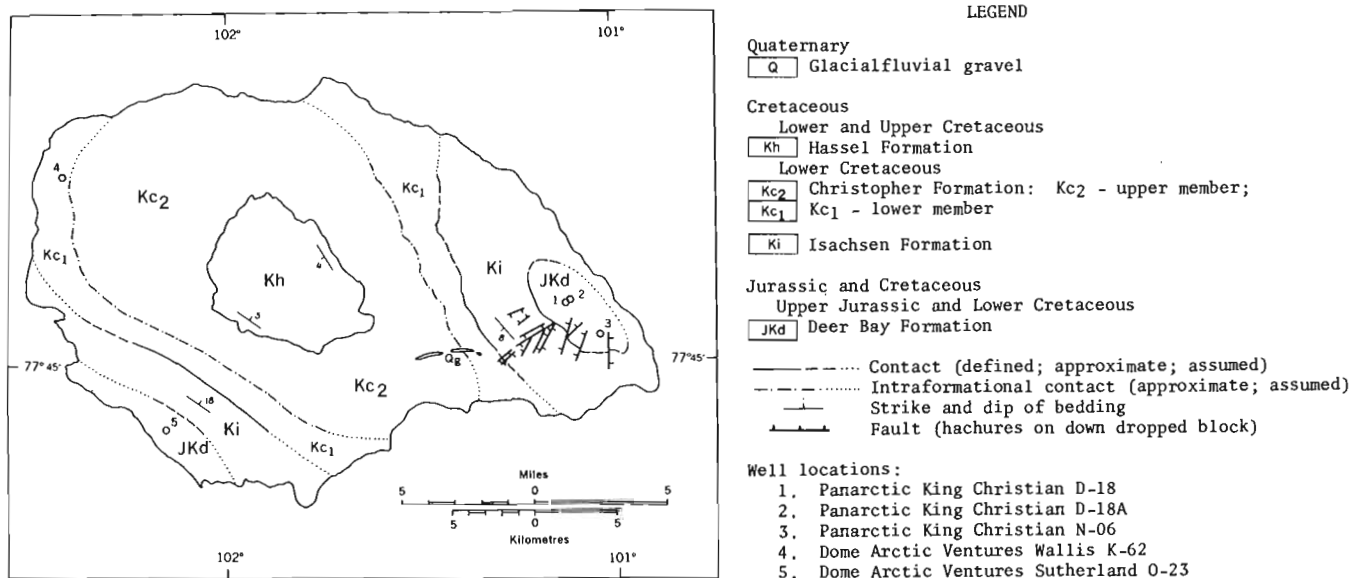 102°
101°
4
Kc2
Kc1
Kc1
Kh
4
5
Ki
JKd
1
2
3
8
77°45'
77°45'
Qg
Kc2
18
5
Ki
JKd
Kc1
Miles
5
0
5
5
0
5
Kilometres
102°
101°
LEGEND
Quaternary
Q Glacialfluvial gravel
Cretaceous
Lower and Upper Cretaceous
Kh Hassel Formation
Lower Cretaceous
Kc2 Christopher Formation: Kc2 - upper member;
Kc1 Kc1 - lower member
Ki Isachsen Formation
Jurassic and Cretaceous
Upper Jurassic and Lower Cretaceous
JKd Deer Bay Formation
Contact (defined; approximate; assumed)
Intraformational contact (approximate; assumed)
Strike and dip of bedding
Fault (hachures on down dropped block)
Well locations:
1. Panarctic King Christian D-18
2. Panarctic King Christian D-18A
3. Panarctic King Christian N-06
4. Dome Arctic Ventures Wallis K-62
5. Dome Arctic Ventures Sutherland O-23